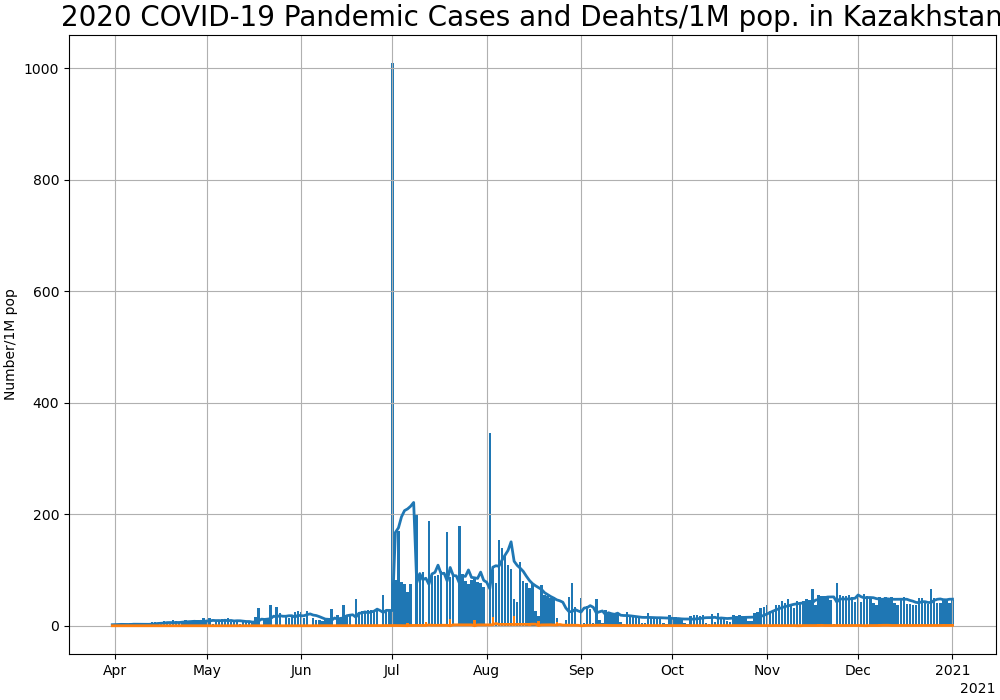 2020 COVID-19 Pandemic Cases and Deahts/1M pop. in Kazakhstan
Number/1M pop
1000
800
600
400
200
0
Apr May Jun Jul Aug Sep Oct Nov Dec 2021
2021